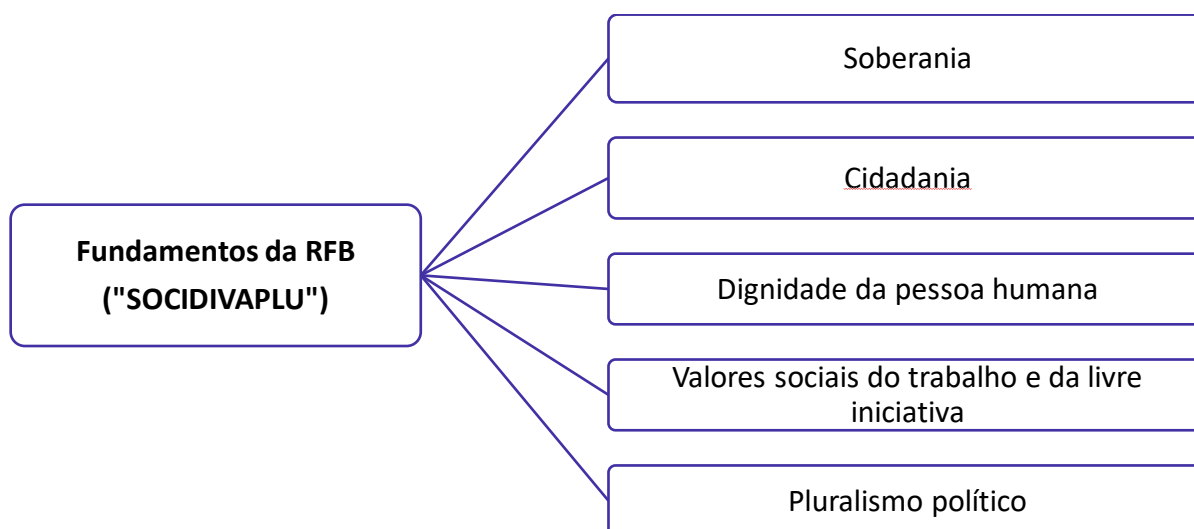 Fundamentos da RFB
("SOCIDIVAPLU")
Soberania
Cidadania
Dignidade da pessoa humana
Valores sociais do trabalho e da livre
iniciativa
Pluralismo político